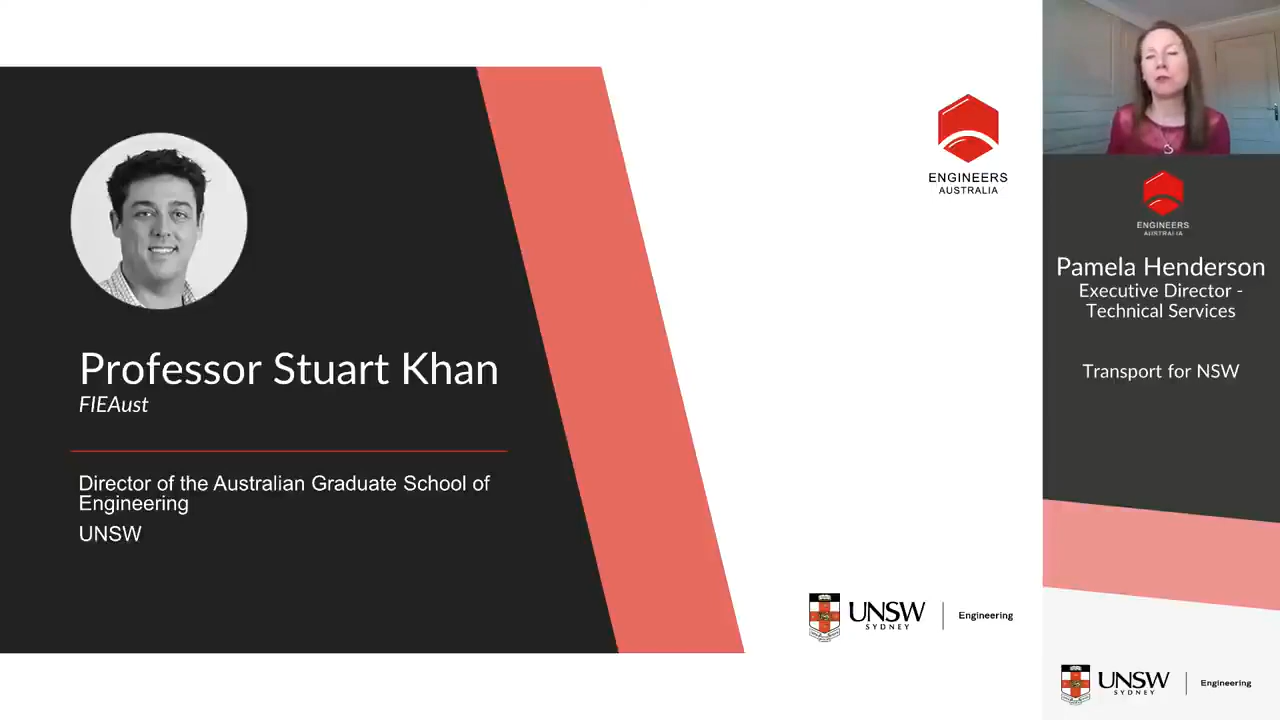 Professor Stuart Khan
FIEAust
Director of the Australian Graduate School of
Engineering
UNSW
ENGINEERS
AUSTRALIA
UNSW
SYDNEY
Engineering
ENGINEERS
AUSTRALIA
Pamela Henderson
Executive Director -
Technical Services
Transport for NSW
UNSW
SYDNEY
Engineering